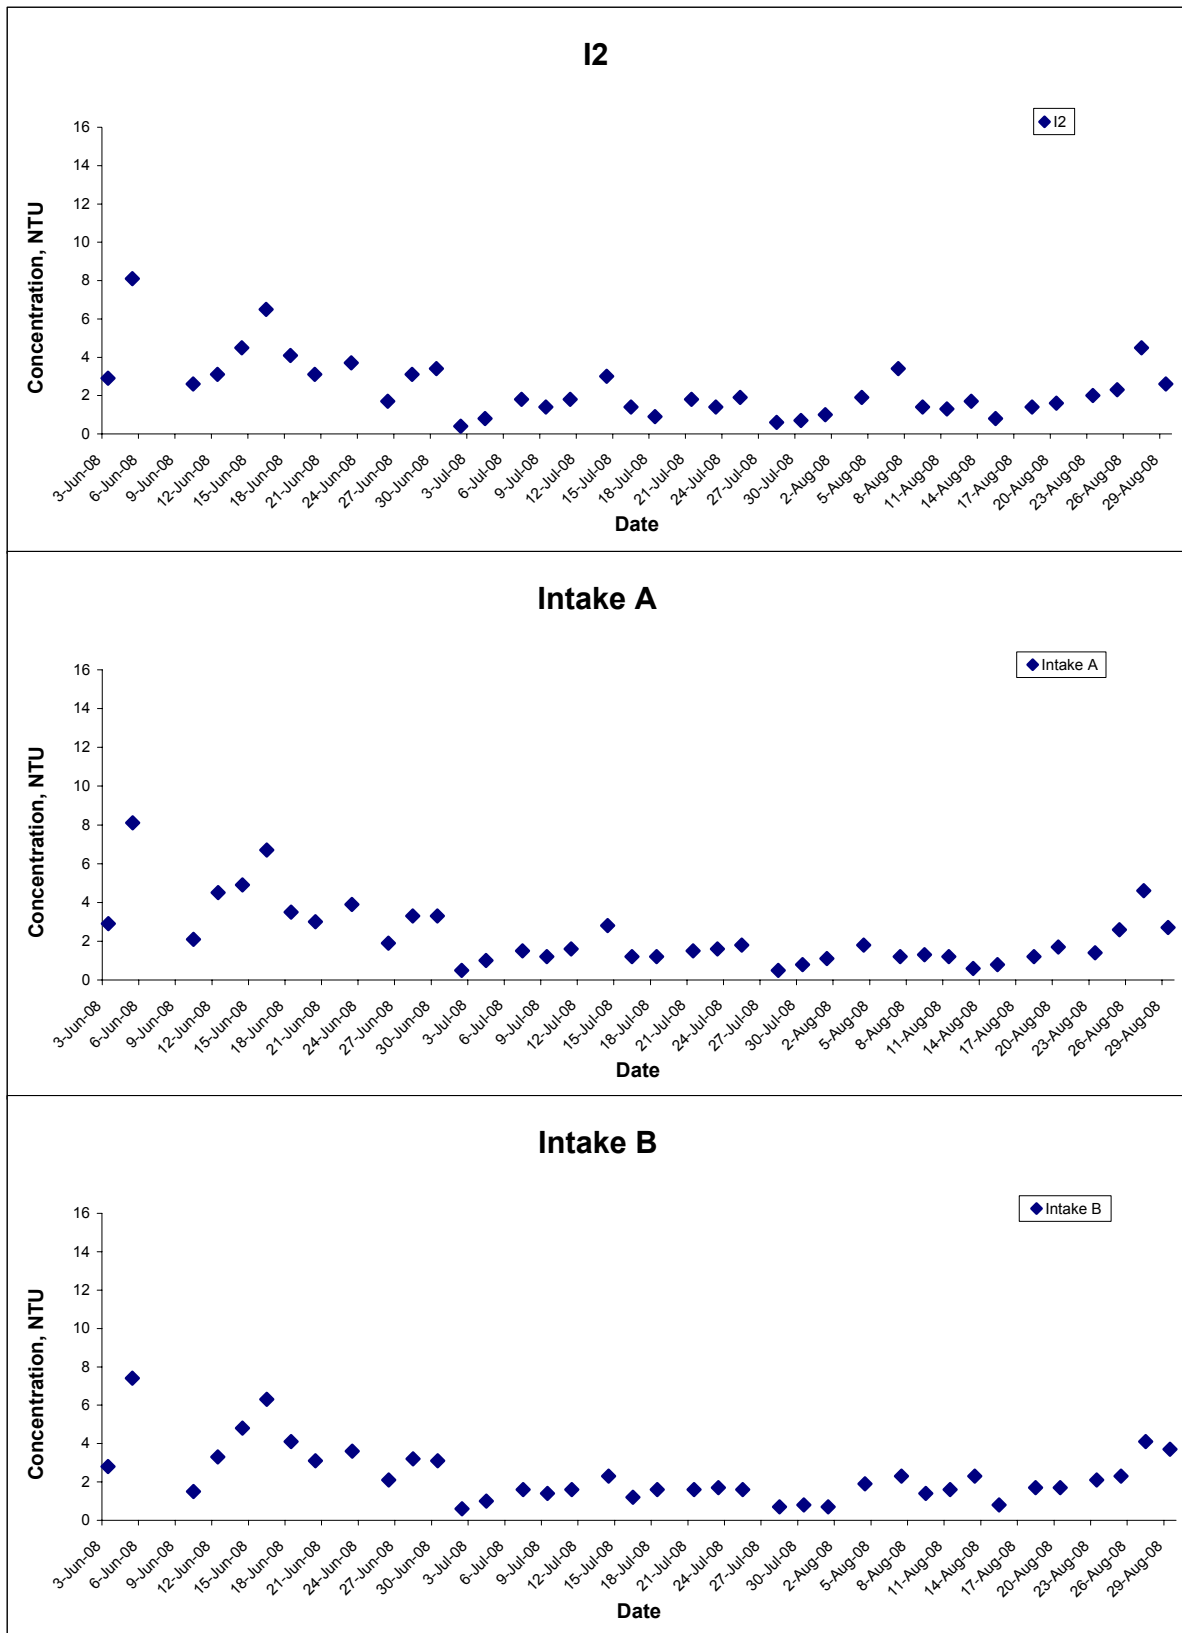 I2
I2
16
14
12
10
8
6
4
2
0
Concentration, NTU
3-Jun-08 6-Jun-08 9-Jun-08 12-Jun-08 15-Jun-08 18-Jun-08 21-Jun-08 24-Jun-08 27-Jun-08 30-Jun-08 3-Jul-08 6-Jul-08 9-Jul-08 12-Jul-08 15-Jul-08 18-Jul-08 21-Jul-08 24-Jul-08 27-Jul-08 30-Jul-08 2-Aug-08 5-Aug-08 8-Aug-08 11-Aug-08 14-Aug-08 17-Aug-08 20-Aug-08 23-Aug-08 26-Aug-08 29-Aug-08
Date
Intake A
Intake A
16
14
12
10
8
6
4
2
0
Concentration, NTU
3-Jun-08 6-Jun-08 9-Jun-08 12-Jun-08 15-Jun-08 18-Jun-08 21-Jun-08 24-Jun-08 27-Jun-08 30-Jun-08 3-Jul-08 6-Jul-08 9-Jul-08 12-Jul-08 15-Jul-08 18-Jul-08 21-Jul-08 24-Jul-08 27-Jul-08 30-Jul-08 2-Aug-08 5-Aug-08 8-Aug-08 11-Aug-08 14-Aug-08 17-Aug-08 20-Aug-08 23-Aug-08 26-Aug-08 29-Aug-08
Date
Intake B
Intake B
16
14
12
10
8
6
4
2
0
Concentration, NTU
3-Jun-08 6-Jun-08 9-Jun-08 12-Jun-08 15-Jun-08 18-Jun-08 21-Jun-08 24-Jun-08 27-Jun-08 30-Jun-08 3-Jul-08 6-Jul-08 9-Jul-08 12-Jul-08 15-Jul-08 18-Jul-08 21-Jul-08 24-Jul-08 27-Jul-08 30-Jul-08 2-Aug-08 5-Aug-08 8-Aug-08 11-Aug-08 14-Aug-08 17-Aug-08 20-Aug-08 23-Aug-08 26-Aug-08 29-Aug-08
Date